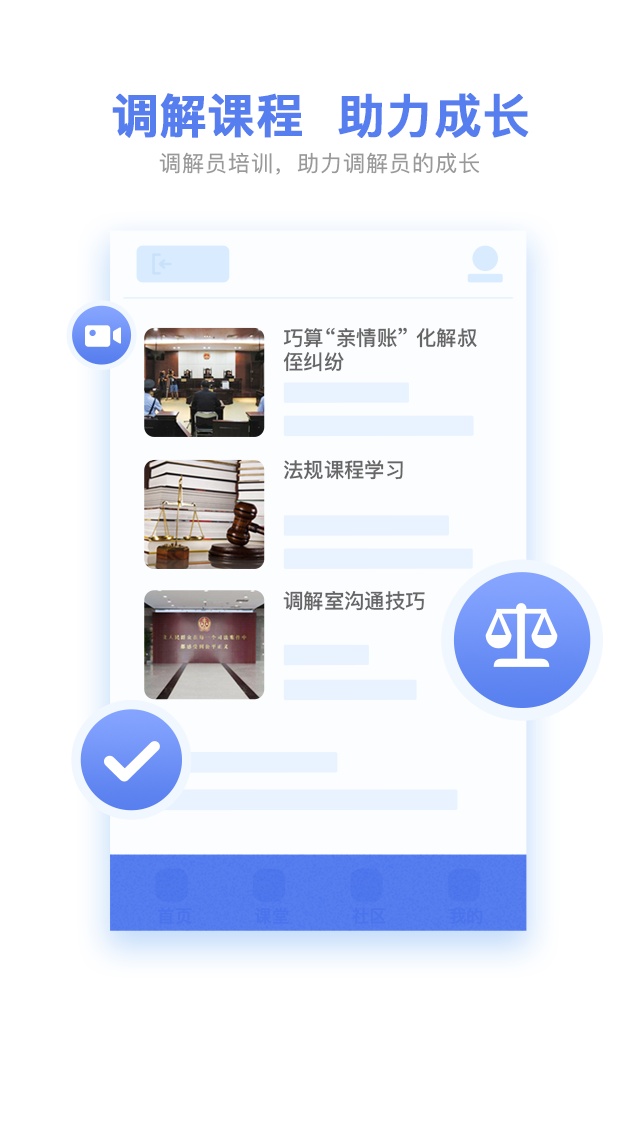 调解课程 助力成长
调解员培训，助力调解员的成长
巧算“亲情账” 化解叔
侄纠纷
法规课程学习
调解室沟通技巧
首页 课堂 社区 我的